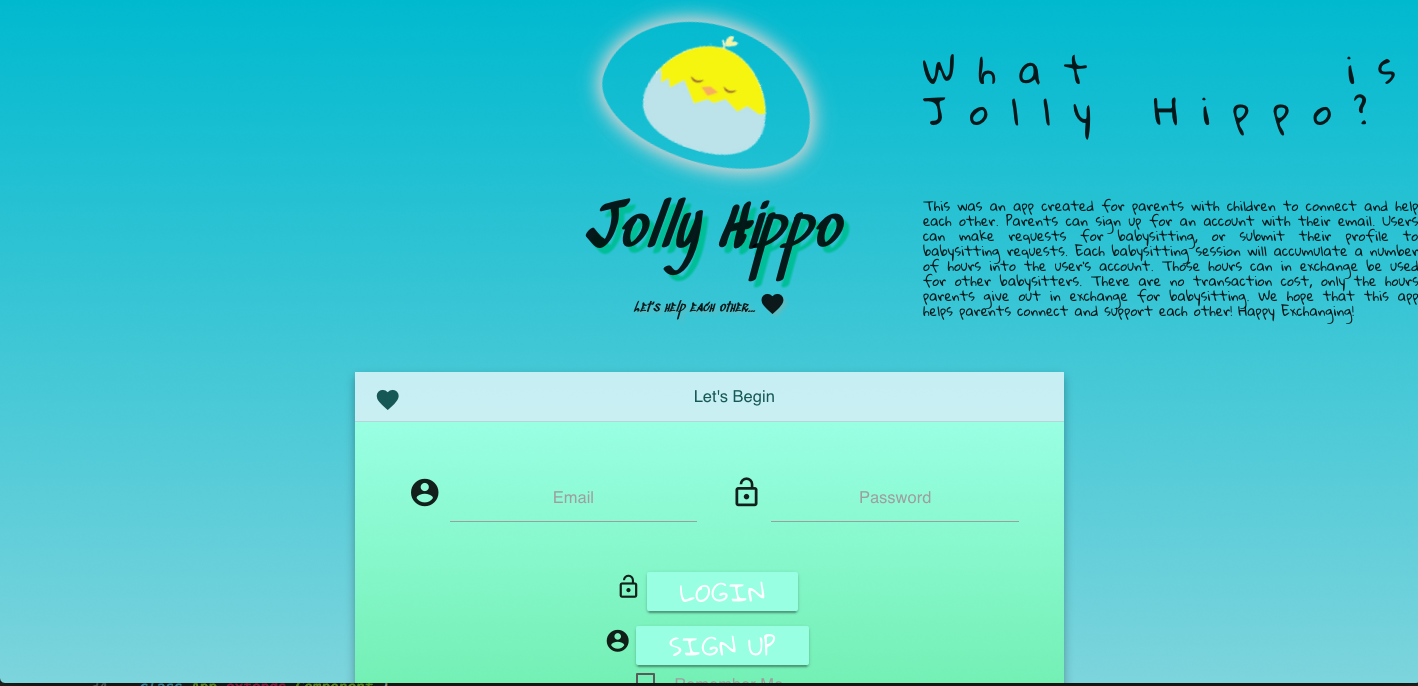 What is
Jolly Hippo?
Jolly Hippo
Let's help each other...
This was an app created for parents with children to connect and help
each other. Parents can sign up for an account with their email. Users
can make requests for babysitting, or submit their profile to
babysitting requests. Each babysitting session will accumulate a number
of hours into the user's account. Those hours can in exchange be used
for other babysitters. There are no transaction cost, only the hours
parents give out in exchange for babysitting. We hope that this app
helps parents connect and support each other! Happy Exchanging!
Let's Begin
Email Password
LOGIN
SIGN UP
Remember Me